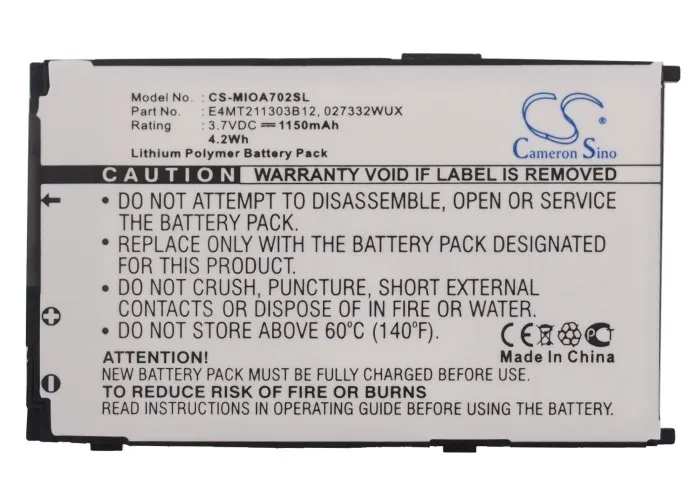 Model No.: CS-MIOA702SL
Part No.: E4MT211303B12, 027332WUX
Rating : 3.7VDC 1150mAh
4.2Wh
Lithium Polymer Battery Pack
CS
Cameron Sino
CAUTION WARRANTY VOID IF LABEL IS REMOVED
• DO NOT ATTEMPT TO DISASSEMBLE, OPEN OR SERVICE
THE BATTERY PACK.
• REPLACE ONLY WITH THE BATTERY PACK DESIGNATED
FOR THIS PRODUCT.
• DO NOT CRUSH, PUNCTURE, SHORT EXTERNAL
CONTACTS OR DISPOSE OF IN FIRE OR WATER.
• DO NOT STORE ABOVE 60°C (140°F).
CE
Made In China
ATTENTION!
NEW BATTERY PACK MUST BE FULLY CHARGED BEFORE USE
TO REDUCE RISK OF FIRE OR BURNS
READ INSTRUCTIONS IN OPERATING GUIDE BEFORE USING BATTERY.